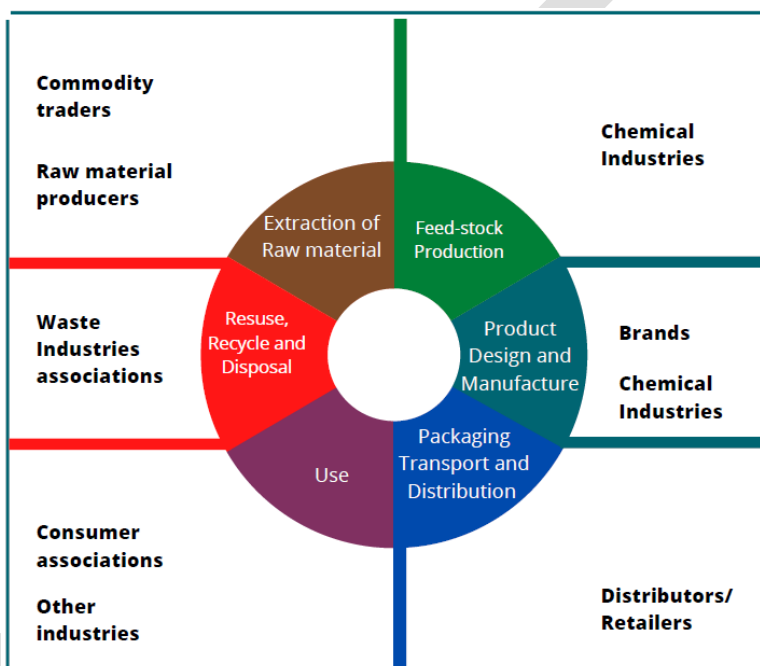 Commodity
traders
Raw material
producers
Chemical
Industries
Extraction of
Raw material
Feed-stock
Production
Waste
Industries
associations
Resuse,
Recycle and
Disposal
Product
Design and
Manufacture
Brands
Chemical
Industries
Use
Packaging
Transport and
Distribution
Consumer
associations
Other
industries
Distributors/
Retailers